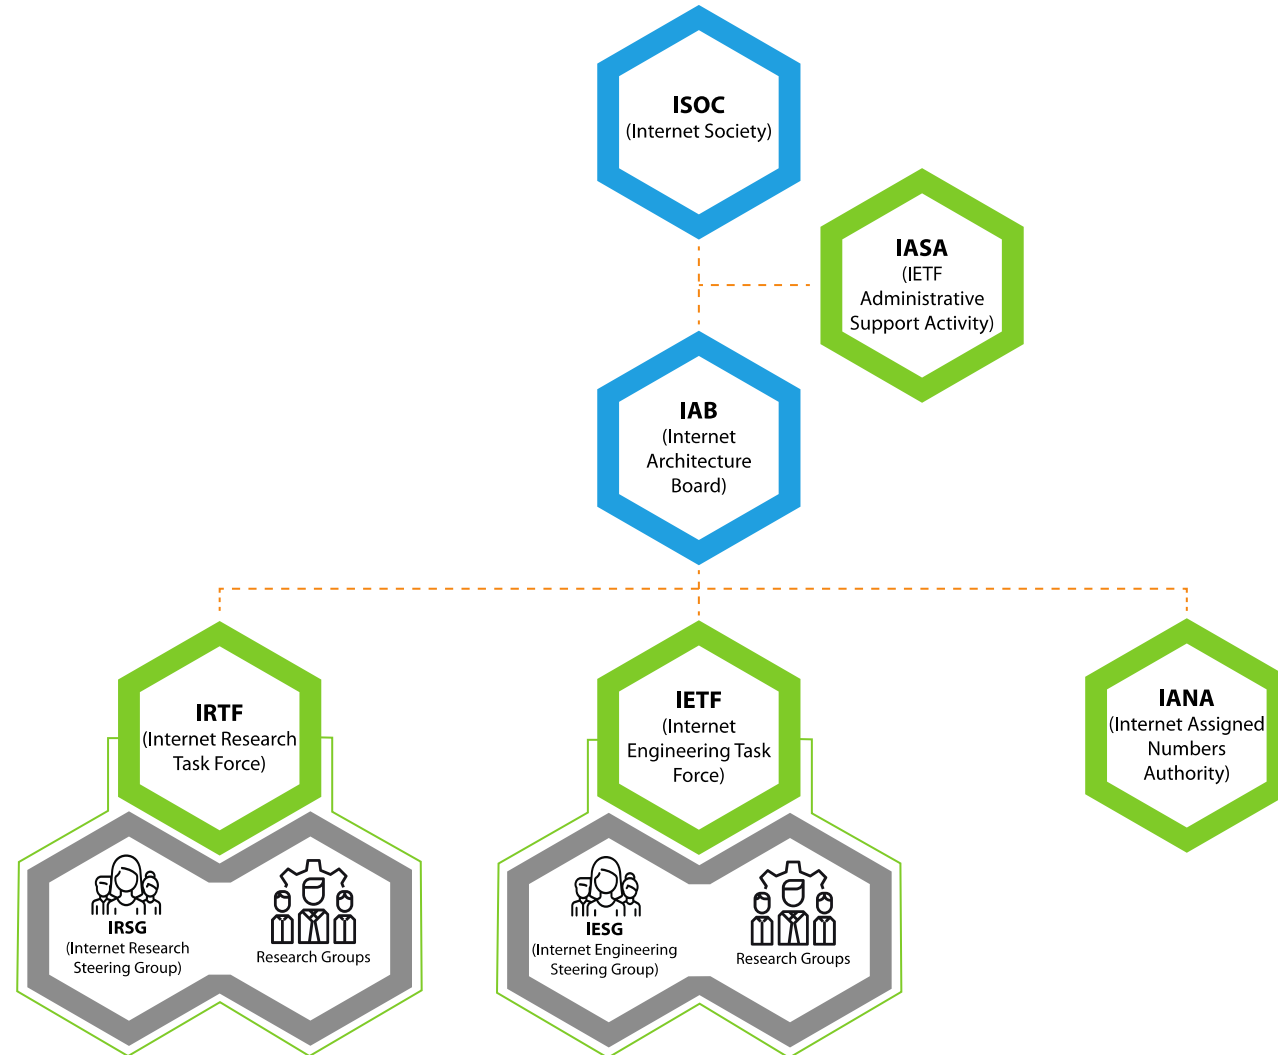 ISOC
(Internet Society)
IASA
(IETF
Administrative
Support Activity)
IAB
(Internet
Architecture
Board)
IRTF
(Internet Research
Task Force)
IETF
(Internet
Engineering Task
Force)
IANA
(Internet Assigned
Numbers
Authority)
IRSG
(Internet Research
Steering Group)
Research Groups
IESG
(Internet Engineering
Steering Group)
Research Groups